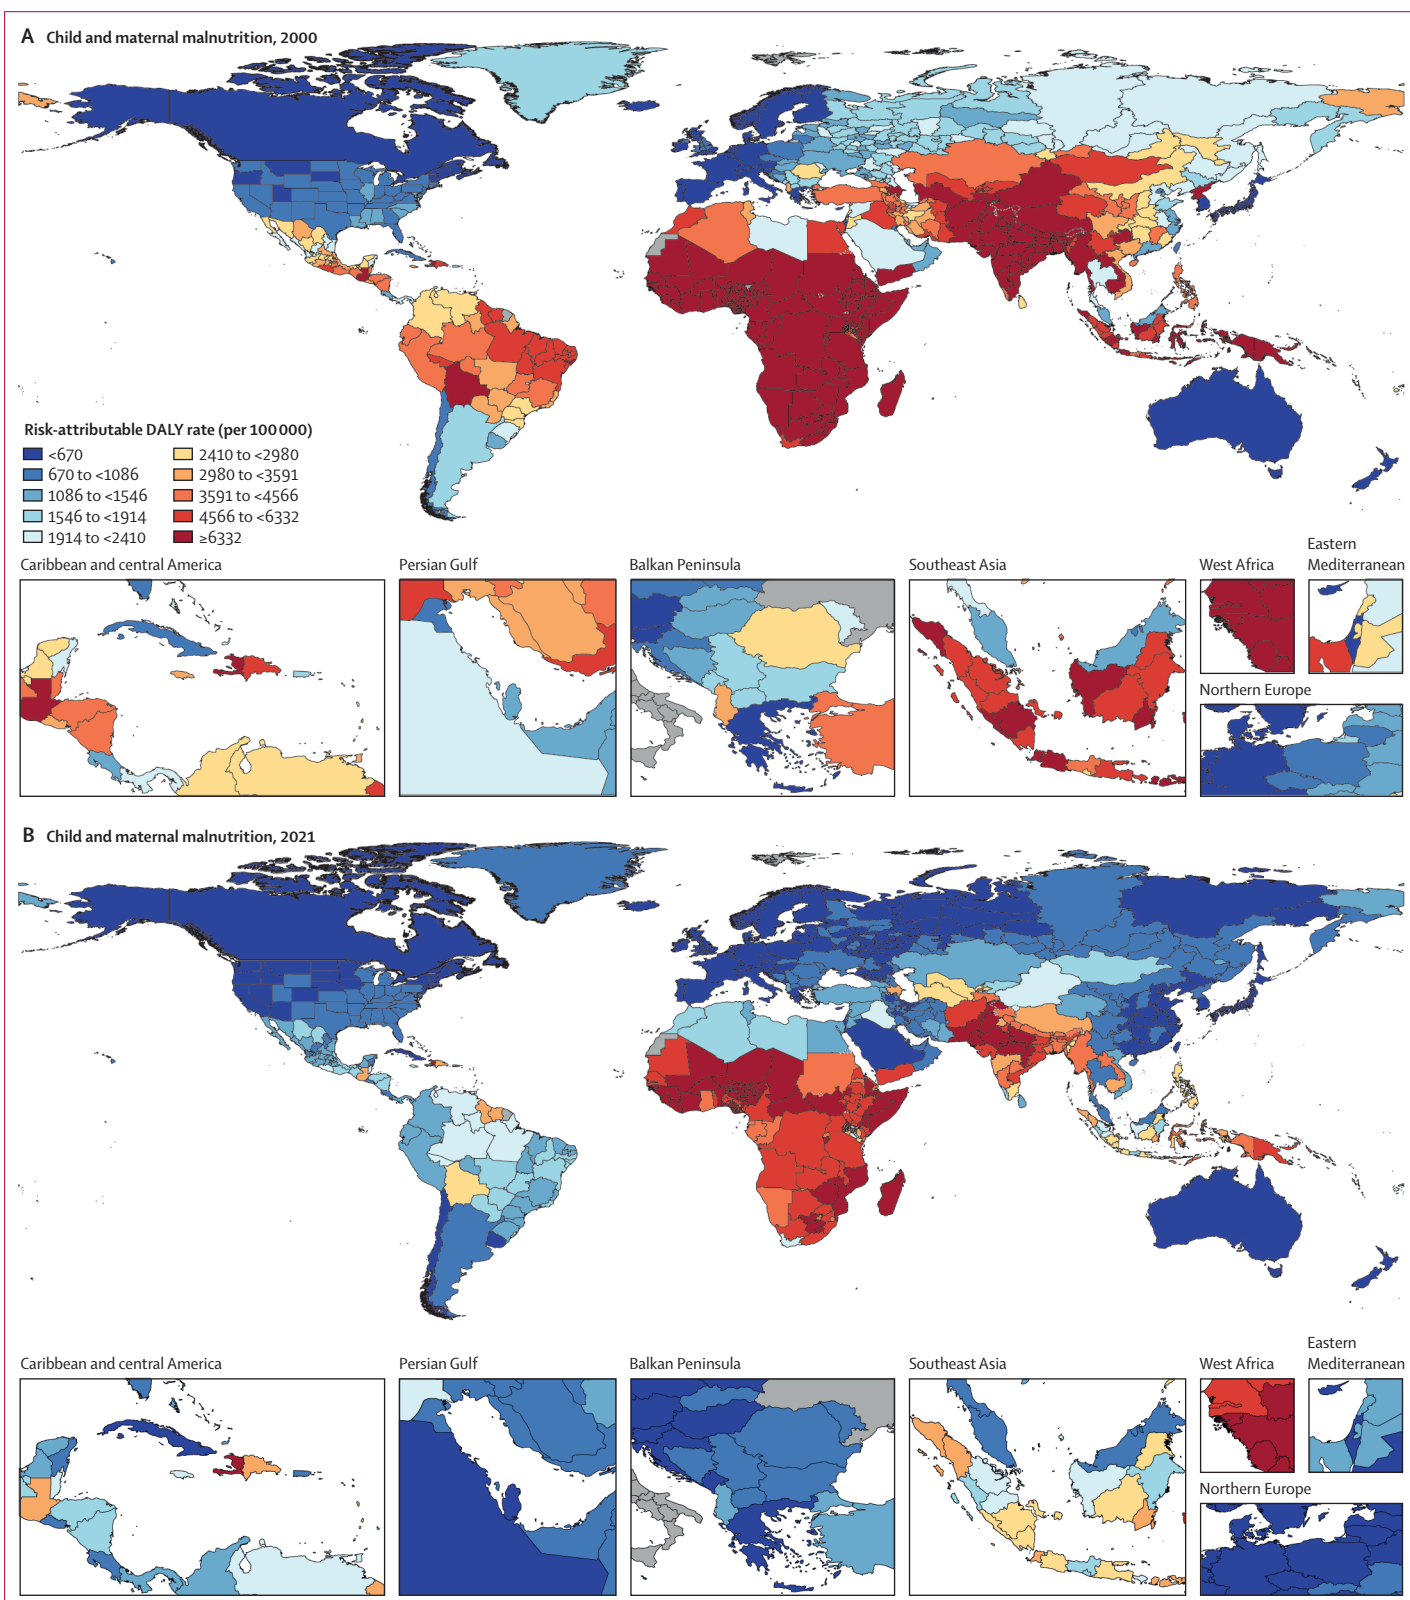 A Child and maternal malnutrition, 2000
Risk-attributable DALY rate (per 100 000)
<670
670 to <1086
1086 to <1546
1546 to <1914
1914 to <2410
2410 to <2980
2980 to <3591
3591 to <4566
4566 to <6332
≥6332
Caribbean and central America
Persian Gulf
Balkan Peninsula
Southeast Asia
West Africa
Eastern
Mediterranean
Northern Europe
B Child and maternal malnutrition, 2021
Caribbean and central America
Persian Gulf
Balkan Peninsula
Southeast Asia
West Africa
Eastern
Mediterranean
Northern Europe